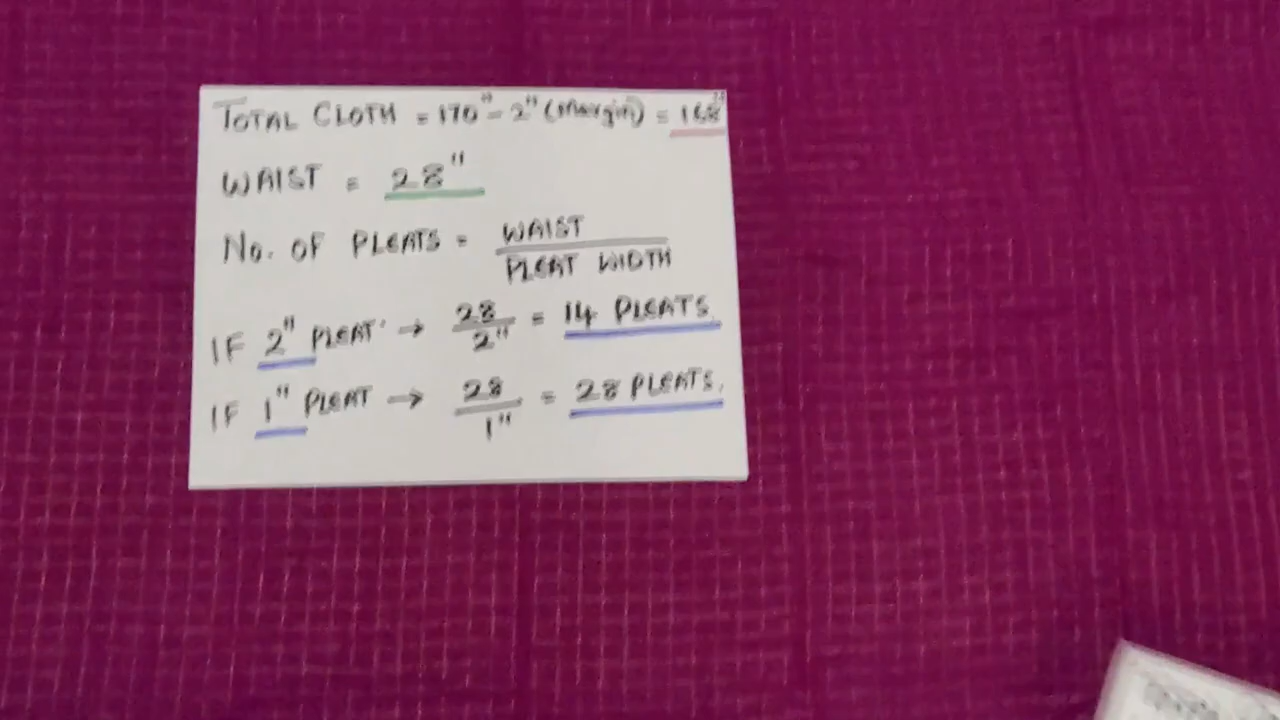 TOTAL CLOTH = 170" - 2" (Margin) = 168"
WAIST = 28"
NO. OF PLEATS = WAIST / PLEAT WIDTH
IF 2" PLEAT → 28 / 2" = 14 PLEATS.
IF 1" PLEAT → 28 / 1" = 28 PLEATS.